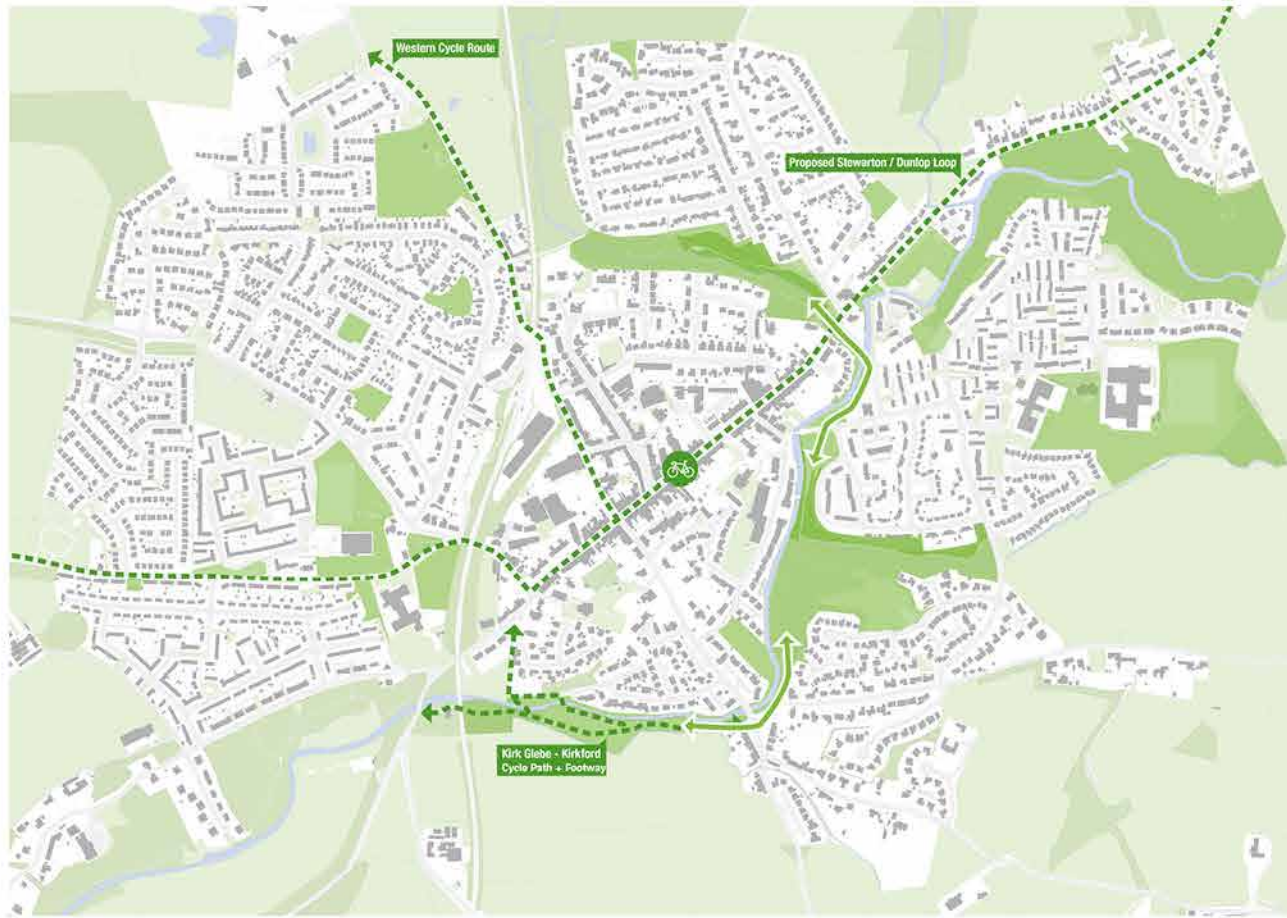 Western Cycle Route
Proposed Stewarton / Dunlop Loop
Kirk Glebe - Kirkford
Cycle Path + Footway